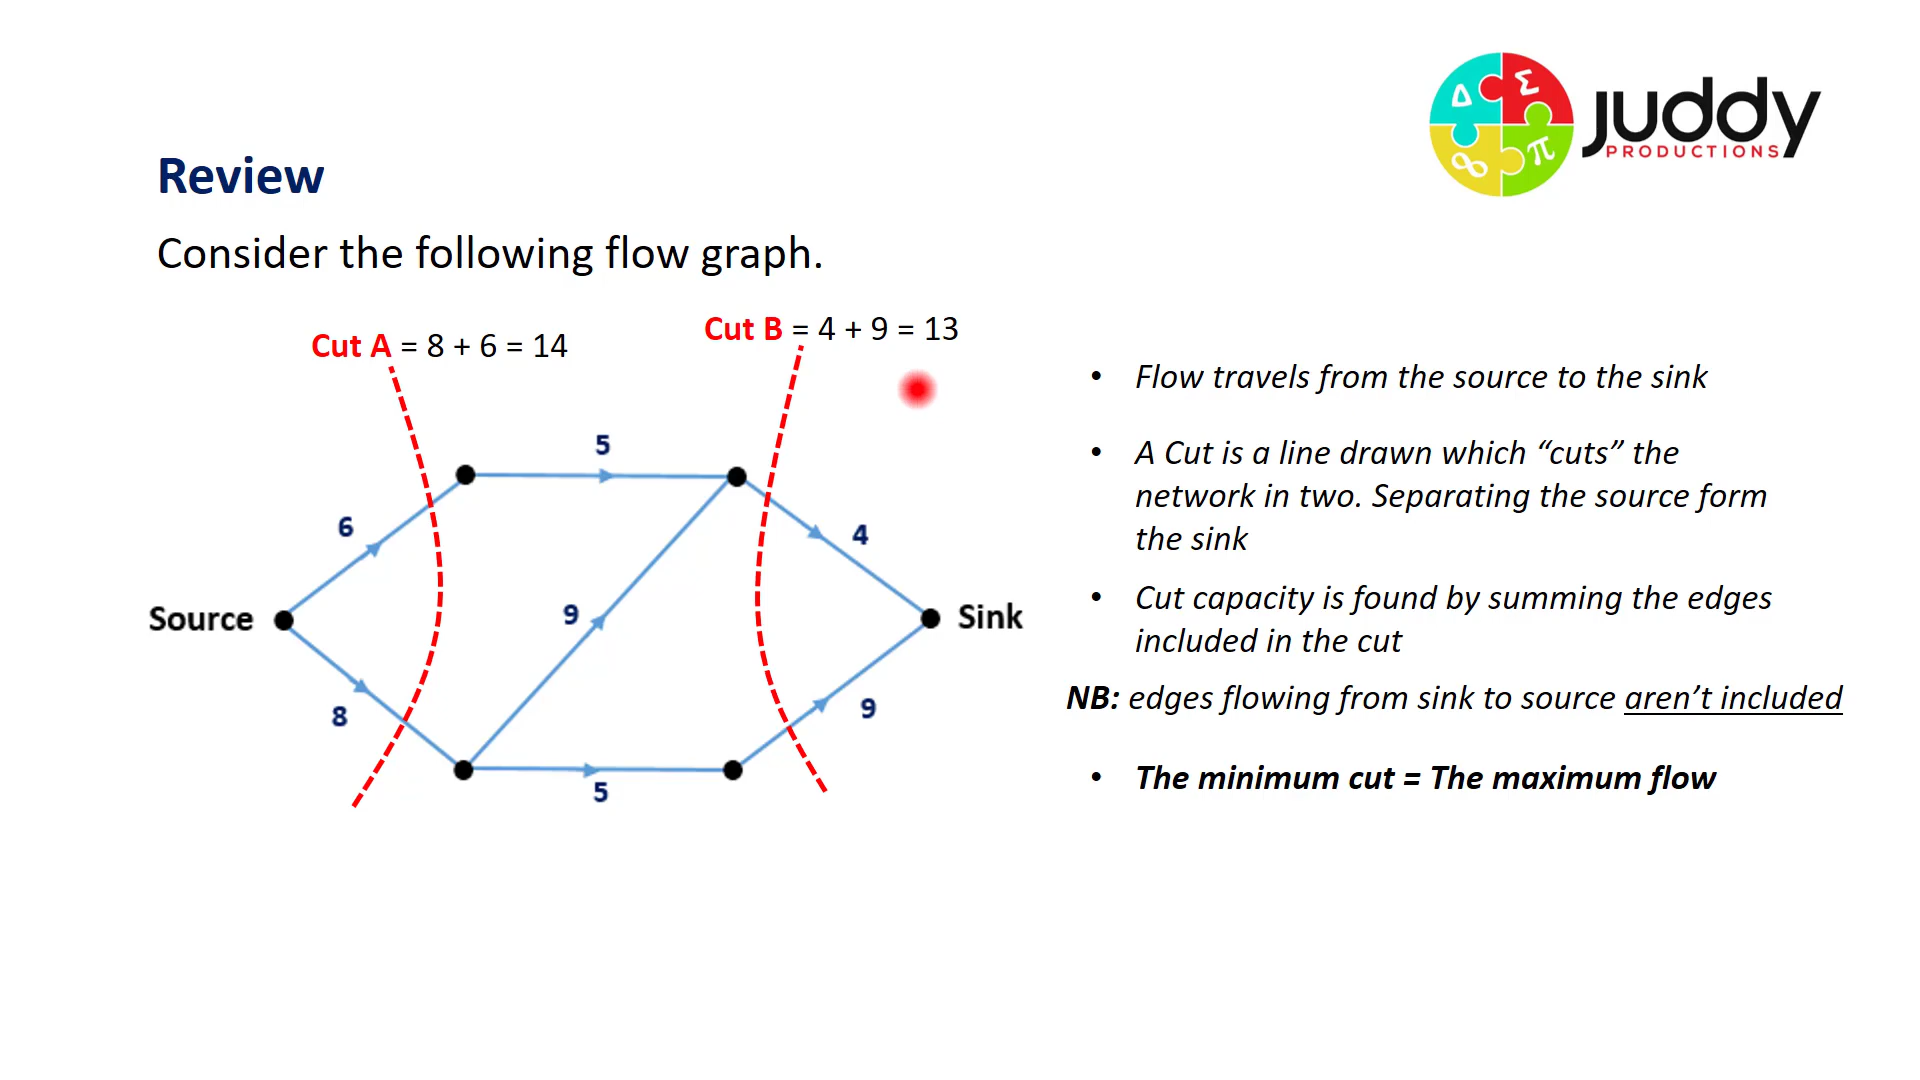 Δ Σ
∞ π
juddy
PRODUCTIONS
Review
Consider the following flow graph.
Cut A = 8 + 6 = 14
Cut B = 4 + 9 = 13
5
6
4
9
Source
Sink
8
9
5
• Flow travels from the source to the sink
• A Cut is a line drawn which “cuts” the
network in two. Separating the source form
the sink
• Cut capacity is found by summing the edges
included in the cut
NB: edges flowing from sink to source aren’t included
• The minimum cut = The maximum flow